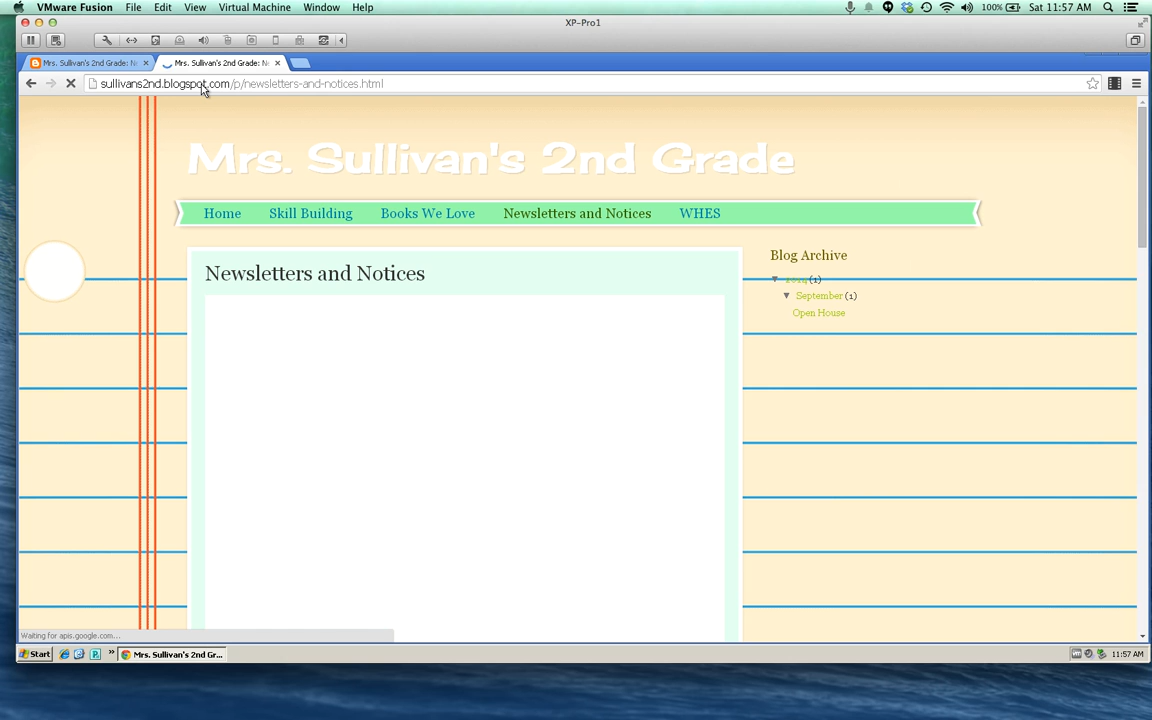 VMware Fusion File Edit View Virtual Machine Window Help 100% Sat 11:57 AM
XP-Pro1
Mrs. Sullivan's 2nd Grade: N × Mrs. Sullivan's 2nd Grade: N ×
sullivans2nd.blogspot.com/p/newsletters-and-notices.html
Mrs. Sullivan's 2nd Grade
Home Skill Building Books We Love Newsletters and Notices WHES
Newsletters and Notices
Blog Archive
▼ 2014 (1)
▼ September (1)
Open House
Waiting for apis.google.com...
Start » Mrs. Sullivan's 2nd Gr... 11:57 AM